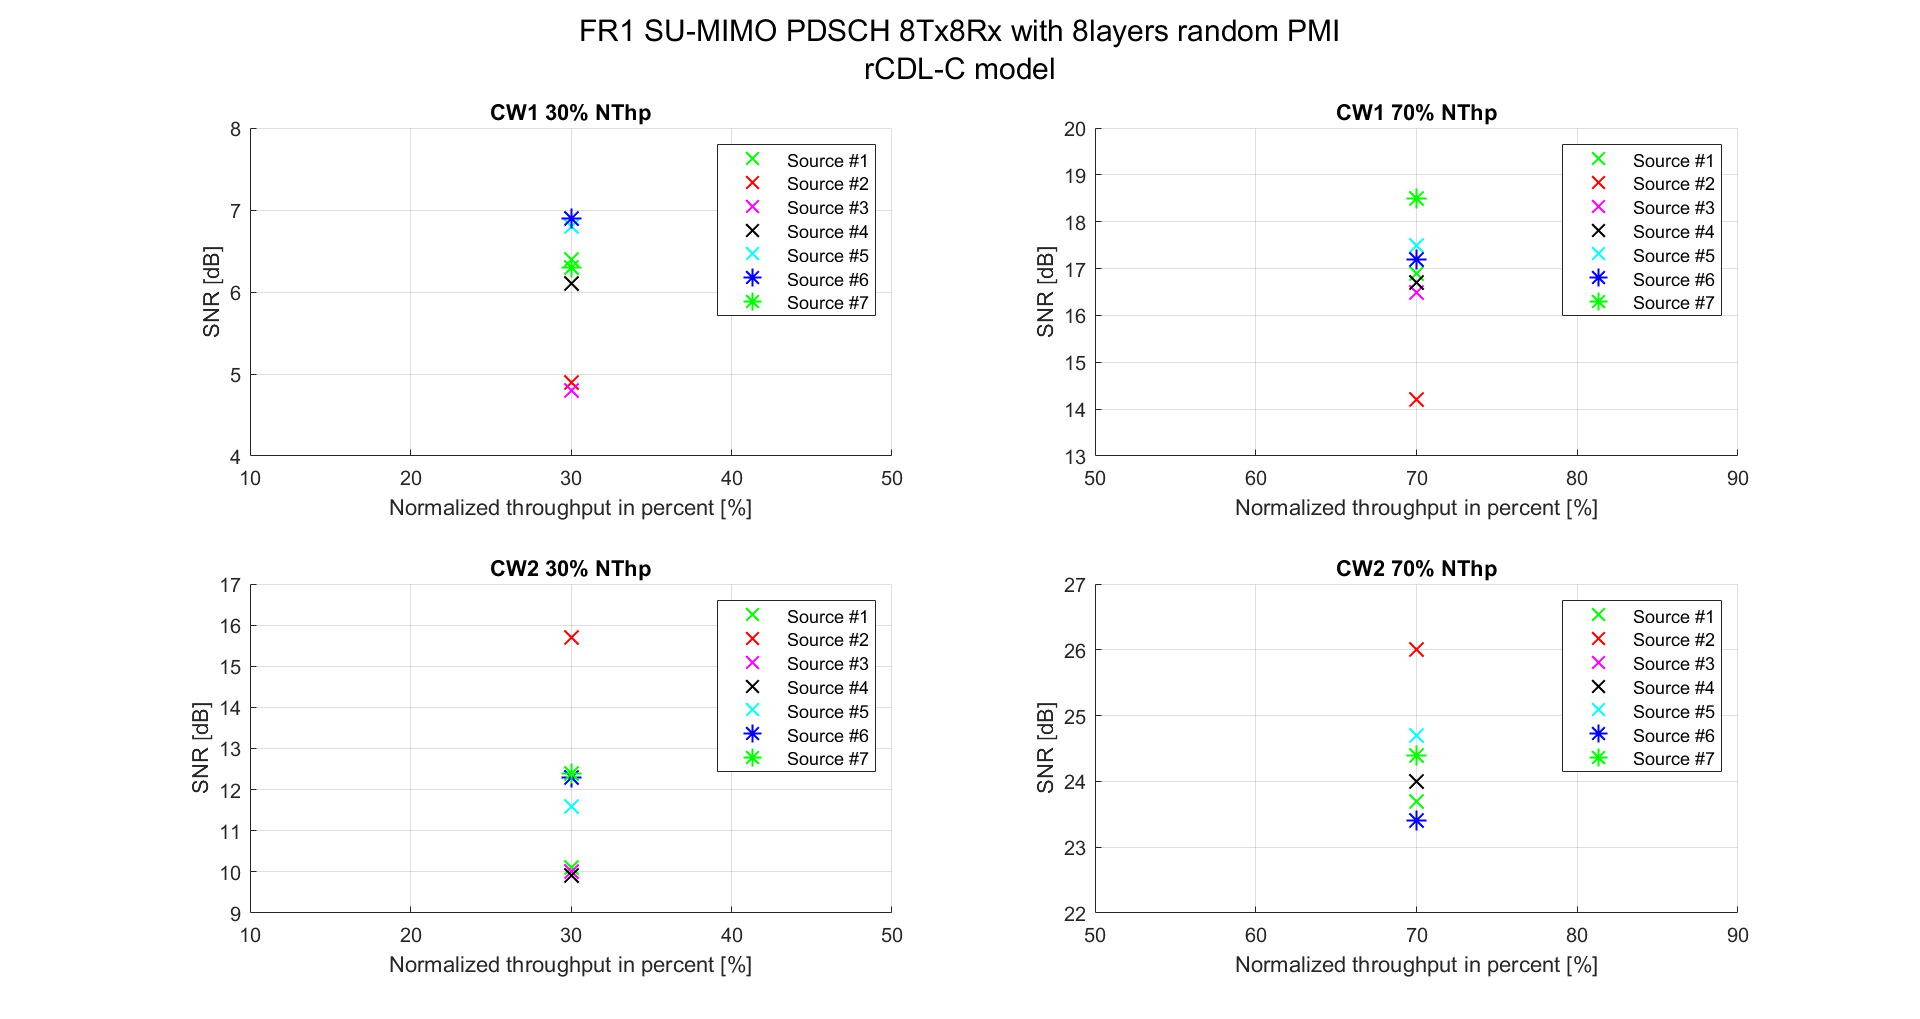 FR1 SU-MIMO PDSCH 8Tx8Rx with 8layers random PMI
rCDL-C model
CW1 30% NThp
8
7
6
5
4
SNR [dB]
10 20 30 40 50
Normalized throughput in percent [%]
Source #1
Source #2
Source #3
Source #4
Source #5
Source #6
Source #7
CW1 70% NThp
20
19
18
17
16
15
14
13
SNR [dB]
50 60 70 80 90
Normalized throughput in percent [%]
Source #1
Source #2
Source #3
Source #4
Source #5
Source #6
Source #7
CW2 30% NThp
17
16
15
14
13
12
11
10
9
SNR [dB]
10 20 30 40 50
Normalized throughput in percent [%]
Source #1
Source #2
Source #3
Source #4
Source #5
Source #6
Source #7
CW2 70% NThp
27
26
25
24
23
22
SNR [dB]
50 60 70 80 90
Normalized throughput in percent [%]
Source #1
Source #2
Source #3
Source #4
Source #5
Source #6
Source #7